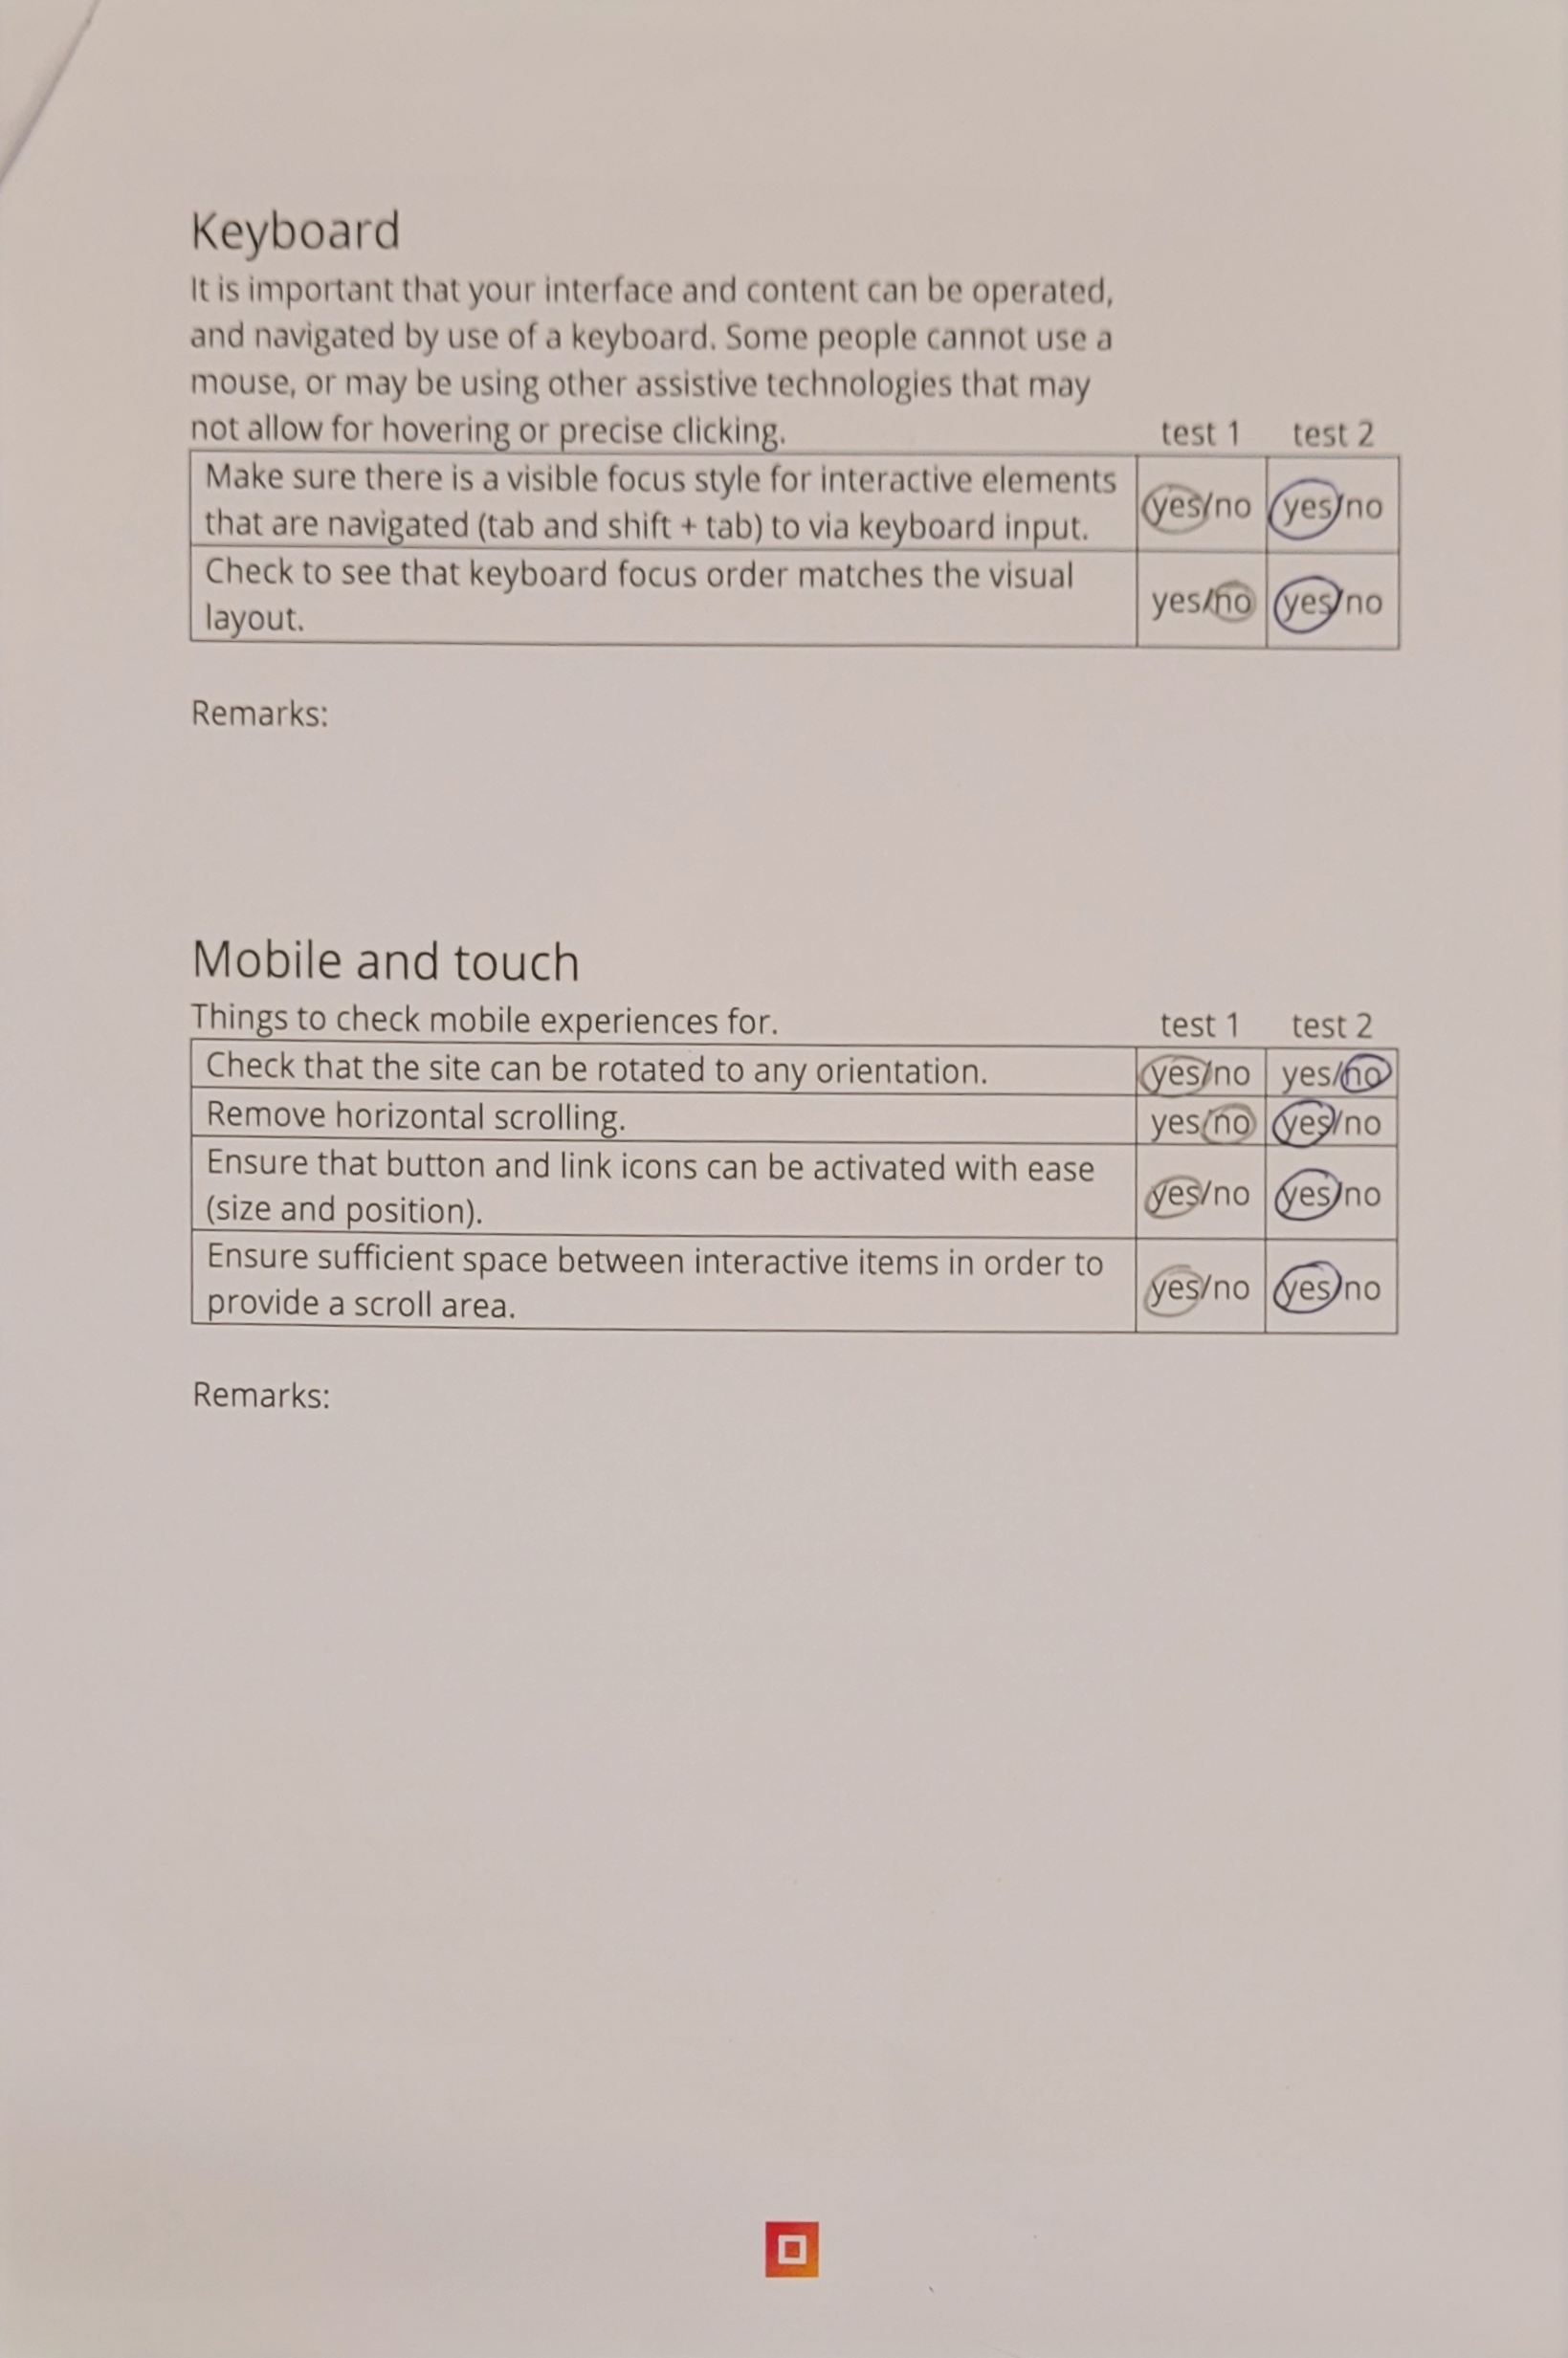 Keyboard
It is important that your interface and content can be operated,
and navigated by use of a keyboard. Some people cannot use a
mouse, or may be using other assistive technologies that may
not allow for hovering or precise clicking. test 1 test 2
Make sure there is a visible focus style for interactive elements
that are navigated (tab and shift + tab) to via keyboard input.
yes/no yes/no
Check to see that keyboard focus order matches the visual
layout.
yes/no yes/no
Remarks:
Mobile and touch
Things to check mobile experiences for. test 1 test 2
Check that the site can be rotated to any orientation. yes/no yes/no
Remove horizontal scrolling. yes/no yes/no
Ensure that button and link icons can be activated with ease
(size and position).
yes/no yes/no
Ensure sufficient space between interactive items in order to
provide a scroll area.
yes/no yes/no
Remarks: